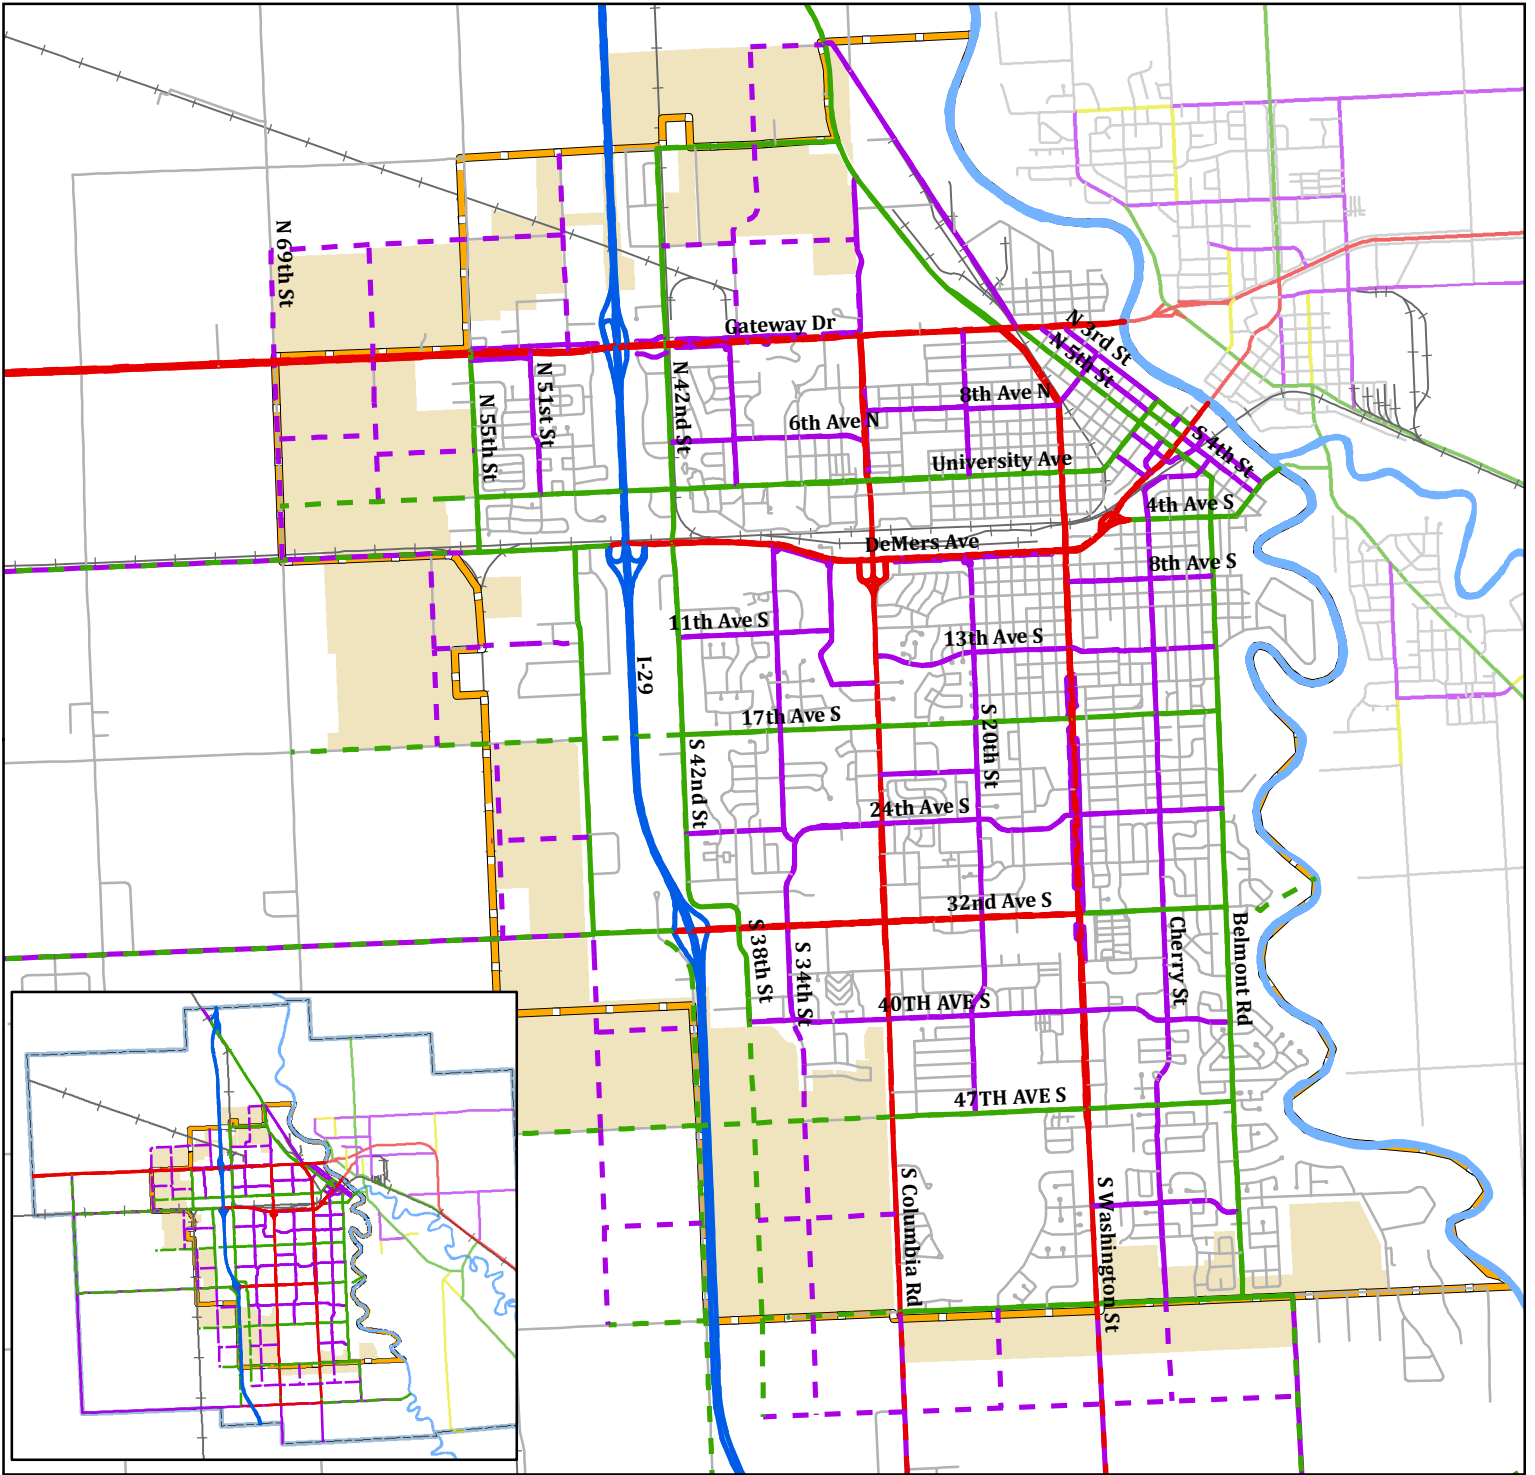 N 69th St
Gateway Dr
N 3rd St
N 5th St
N 51st St
N 42nd St
N 55th St
8th Ave N
6th Ave N
S 4th St
University Ave
4th Ave S
DeMers Ave
8th Ave S
11th Ave S
13th Ave S
I-29
17th Ave S
S 20th St
S 42nd St
24th Ave S
32nd Ave S
S 38th St
S 34th St
Cherry St
Belmont Rd
40TH AVE S
47TH AVE S
S Columbia Rd
S Washington St